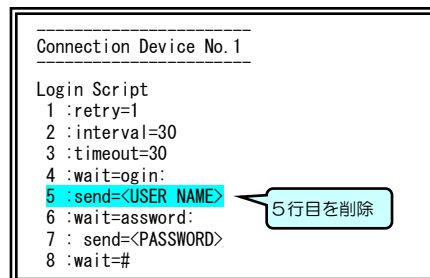 ----------------------
Connection Device No.1
----------------------
Login Script
1 :retry=1
2 :interval=30
3 :timeout=30
4 :wait=ogin:
5 :send=<USER NAME>
5行目を削除
6 :wait=assword:
7 : send=<PASSWORD>
8 :wait=#